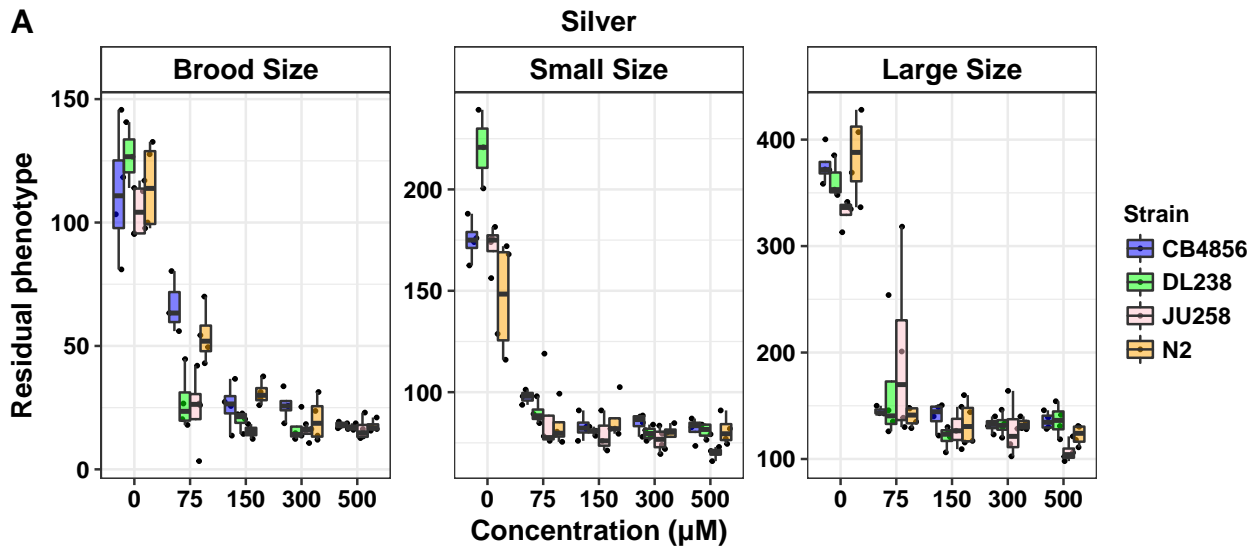 A
Silver
Brood Size
Small Size
Large Size
Residual phenotype
150
100
50
0
200
150
100
400
300
200
100
0 75 150 300 500
0 75 150 300 500
0 75 150 300 500
Concentration (µM)
Strain
CB4856
DL238
JU258
N2